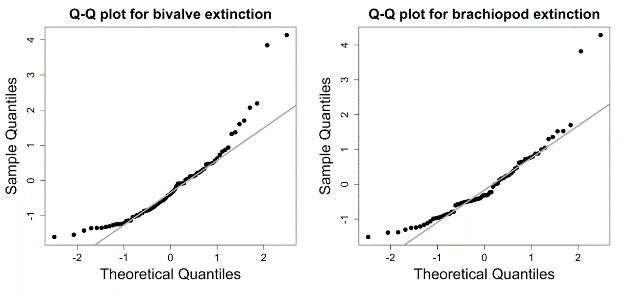 Q-Q plot for bivalve extinction
Sample Quantiles
4
3
2
1
0
-1
-2 -1 0 1 2
Theoretical Quantiles
Q-Q plot for brachiopod extinction
Sample Quantiles
4
3
2
1
0
-1
-2 -1 0 1 2
Theoretical Quantiles